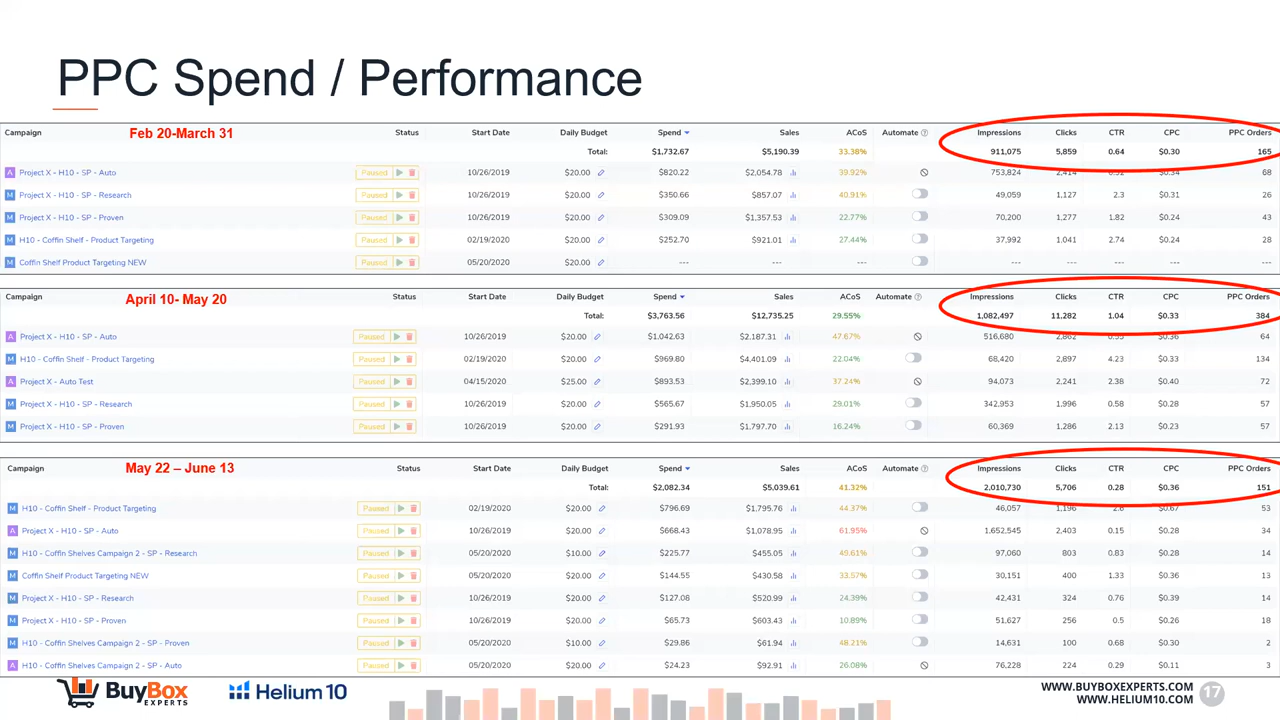 PPC Spend / Performance
Campaign Feb 20-March 31 Status Start Date Daily Budget Spend Sales ACoS Automate Impressions Clicks CTR CPC PPC Orders
Total: $1,732.67 $5,190.39 33.38% 911,075 5,859 0.64 $0.30 165
A Project X - H10 - SP - Auto Paused 10/26/2019 $20.00 $820.22 $2,054.78 39.92% 753,824 2,414 $0.34 68
M Project X - H10 - SP - Research Paused 10/26/2019 $20.00 $350.66 $857.07 40.91% 49,059 1,127 2.3 $0.31 26
M Project X - H10 - SP - Proven Paused 10/26/2019 $20.00 $309.09 $1,357.53 22.77% 70,200 1,277 1.82 $0.24 43
M H10 - Coffin Shelf - Product Targeting Paused 02/19/2020 $20.00 $252.70 $921.01 27.44% 37,992 1,041 2.74 $0.24 28
M Coffin Shelf Product Targeting NEW Paused 05/20/2020 $20.00 --- --- --- --- --- --- --- ---
Campaign April 10- May 20 Status Start Date Daily Budget Spend Sales ACoS Automate Impressions Clicks CTR CPC PPC Orders
Total: $3,763.56 $12,735.25 29.55% 1,082,497 11,282 1.04 $0.33 384
A Project X - H10 - SP - Auto Paused 10/26/2019 $20.00 $1,042.63 $2,187.31 47.67% 516,680 2,862 $0.36 64
M H10 - Coffin Shelf - Product Targeting Paused 02/19/2020 $20.00 $969.80 $4,401.09 22.04% 68,420 2,897 4.23 $0.33 134
A Project X - Auto Test Paused 04/15/2020 $25.00 $893.53 $2,399.10 37.24% 94,073 2,241 2.38 $0.40 72
M Project X - H10 - SP - Research Paused 10/26/2019 $20.00 $565.67 $1,950.05 29.01% 342,953 1,996 0.58 $0.28 57
M Project X - H10 - SP - Proven Paused 10/26/2019 $20.00 $291.93 $1,797.70 16.24% 60,369 1,286 2.13 $0.23 57
Campaign May 22 – June 13 Status Start Date Daily Budget Spend Sales ACoS Automate Impressions Clicks CTR CPC PPC Orders
Total: $2,082.34 $5,039.61 41.32% 2,010,730 5,706 0.28 $0.36 151
M H10 - Coffin Shelf - Product Targeting Paused 02/19/2020 $20.00 $796.69 $1,795.76 44.37% 46,057 1,196 2.6 $0.67 53
A Project X - H10 - SP - Auto Paused 10/26/2019 $20.00 $668.43 $1,078.95 61.95% 1,652,545 2,403 0.15 $0.28 34
M H10 - Coffin Shelves Campaign 2 - SP - Research Paused 05/20/2020 $10.00 $225.77 $455.05 49.61% 97,060 803 0.83 $0.28 14
M Coffin Shelf Product Targeting NEW Paused 05/20/2020 $20.00 $144.55 $430.58 33.57% 30,151 400 1.33 $0.36 13
M Project X - H10 - SP - Research Paused 10/26/2019 $20.00 $127.08 $520.99 24.39% 42,431 324 0.76 $0.39 14
M Project X - H10 - SP - Proven Paused 10/26/2019 $20.00 $65.73 $603.43 10.89% 51,627 256 0.5 $0.26 18
M H10 - Coffin Shelves Campaign 2 - SP - Proven Paused 05/20/2020 $10.00 $29.86 $61.94 48.21% 14,631 100 0.68 $0.30 2
A H10 - Coffin Shelves Campaign 2 - SP - Auto Paused 05/20/2020 $20.00 $24.23 $92.91 26.08% 76,228 224 0.29 $0.11 3
BuyBox EXPERTS
Helium 10
WWW.BUYBOXEXPERTS.COM
WWW.HELIUM10.COM
17